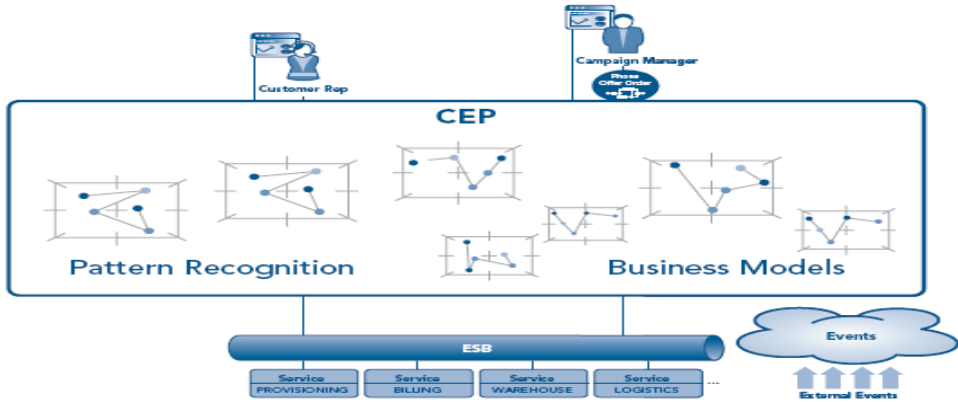 Customer Rep
Campaign Manager
Phone
Offer Order
CEP
Pattern Recognition
Business Models
ESB
Events
Service
PROVISIONING
Service
BILLING
Service
WAREHOUSE
Service
LOGISTICS
...
External Events